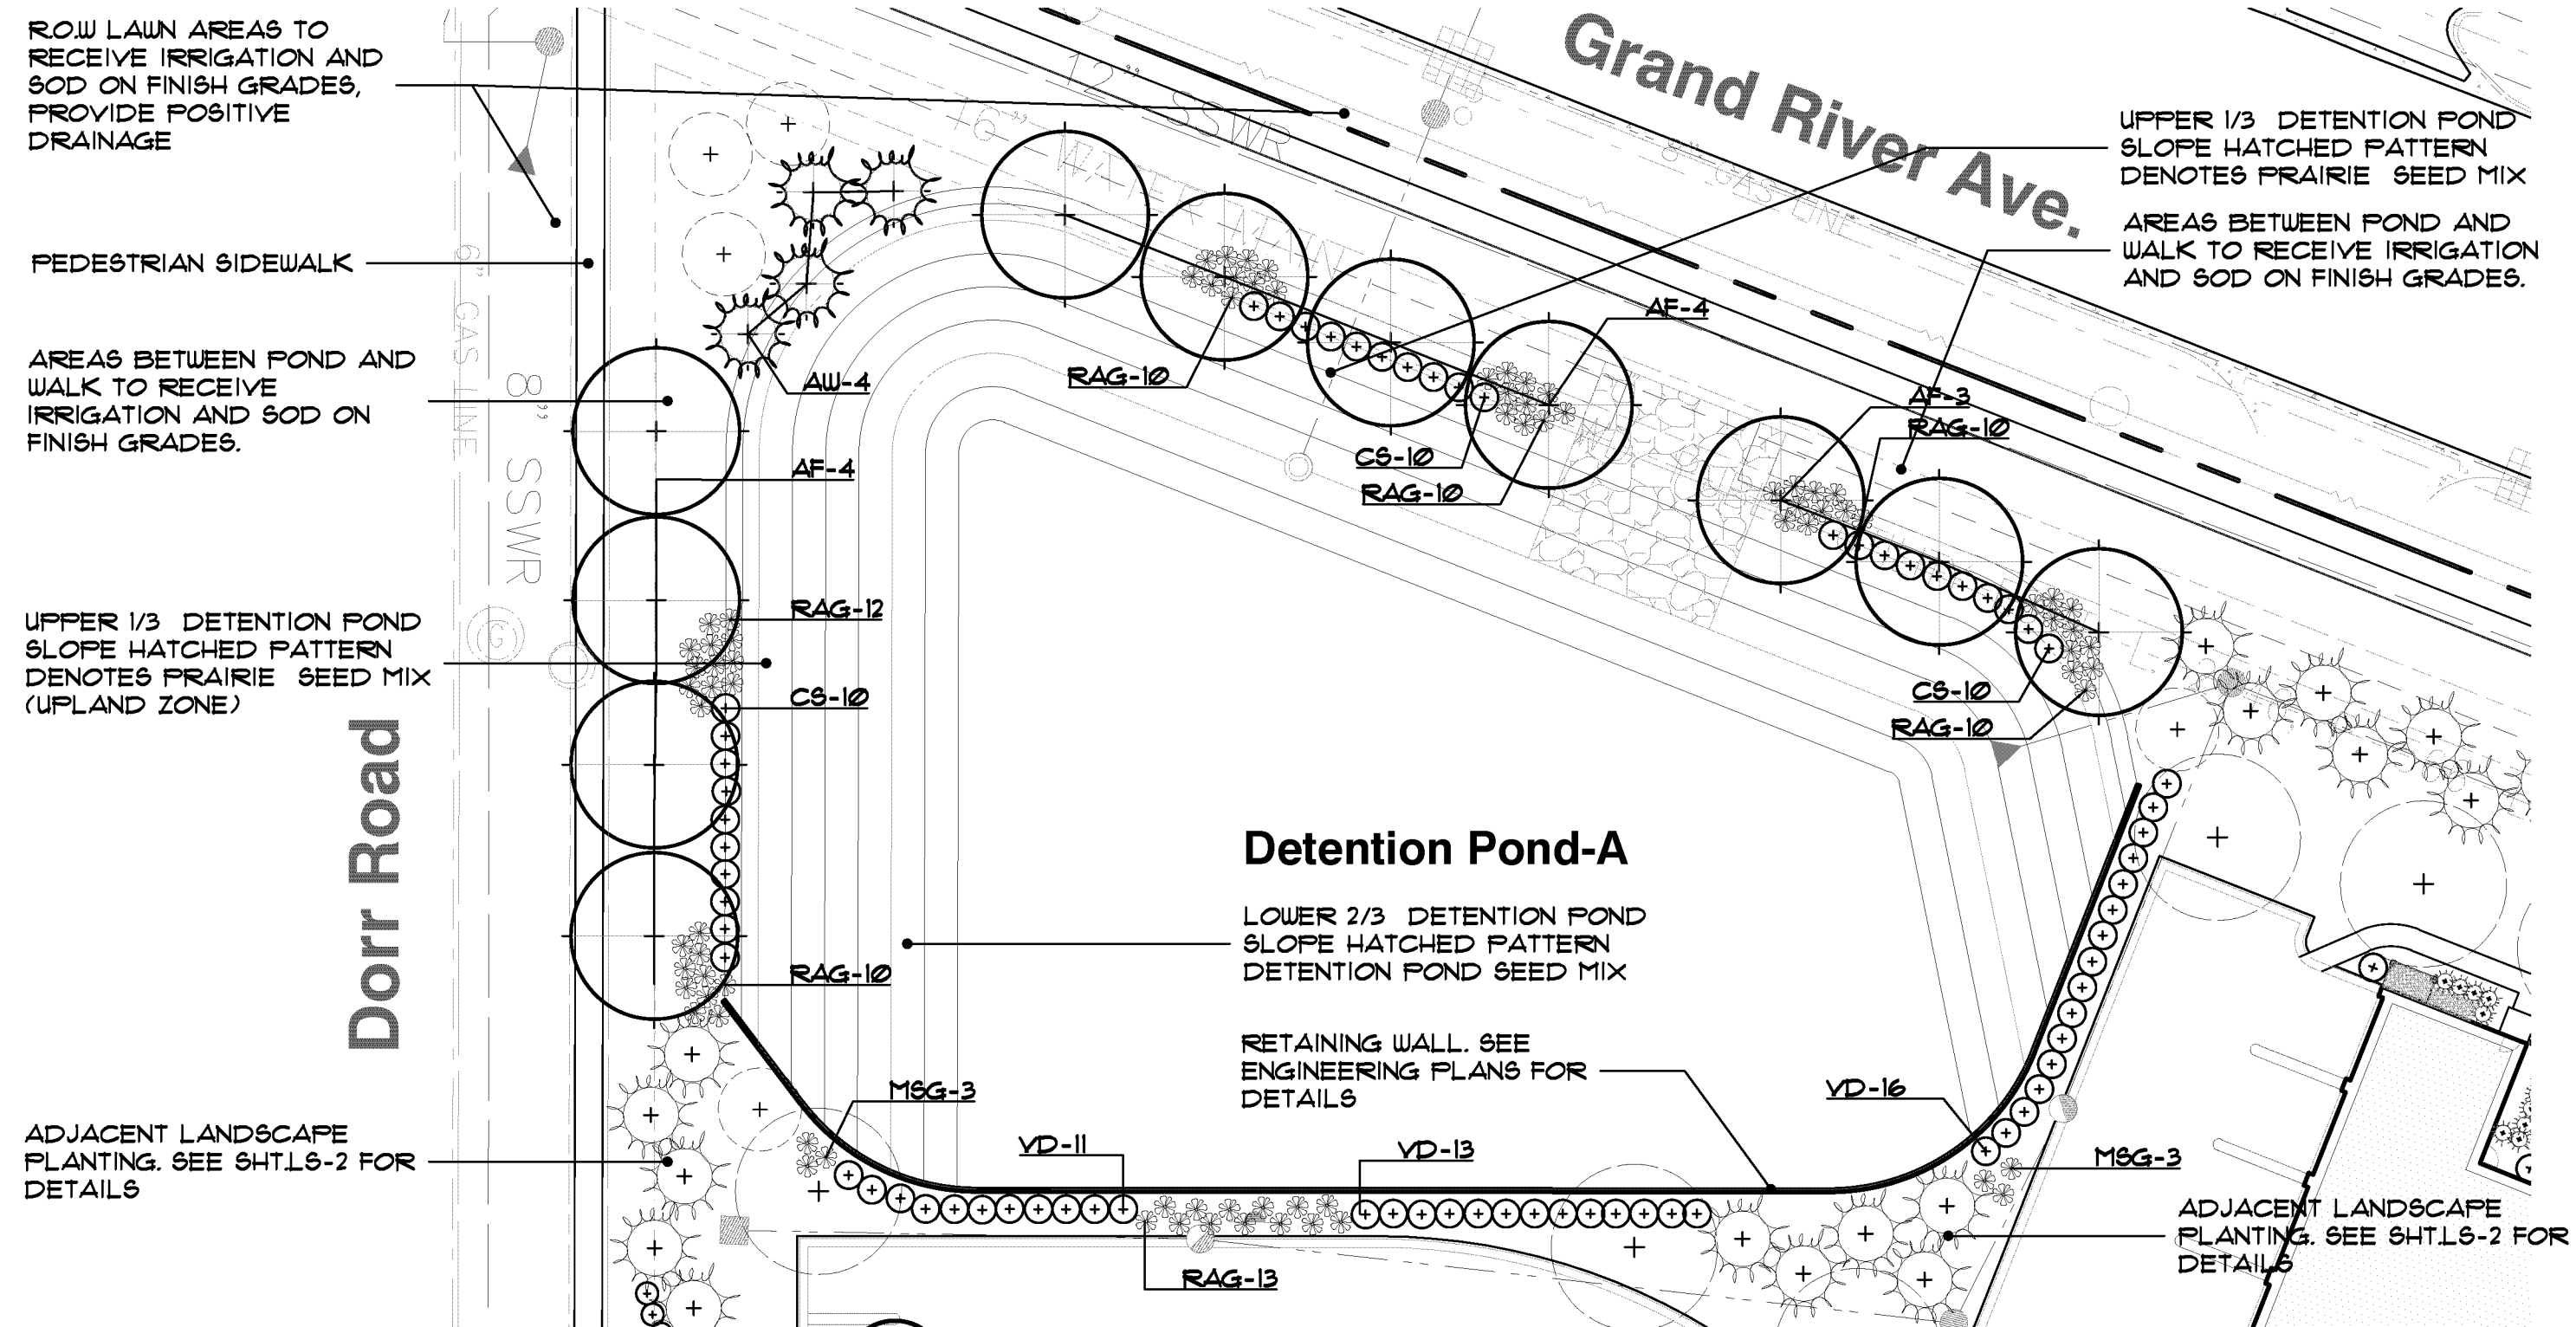 R.O.W LAWN AREAS TO
RECEIVE IRRIGATION AND
SOD ON FINISH GRADES,
PROVIDE POSITIVE
DRAINAGE
PEDESTRIAN SIDEWALK
AREAS BETWEEN POND AND
WALK TO RECEIVE
IRRIGATION AND SOD ON
FINISH GRADES.
UPPER 1/3 DETENTION POND
SLOPE HATCHED PATTERN
DENOTES PRAIRIE SEED MIX
(UPLAND ZONE)
Dorr Road
ADJACENT LANDSCAPE
PLANTING. SEE SHT.LS-2 FOR
DETAILS
6" GAS LINE
8" SSWR
12" SSWR
16" WATER MAIN
8" GAS LINE
Grand River Ave.
UPPER 1/3 DETENTION POND
SLOPE HATCHED PATTERN
DENOTES PRAIRIE SEED MIX
AREAS BETWEEN POND AND
WALK TO RECEIVE IRRIGATION
AND SOD ON FINISH GRADES.
AW-4
RAG-10
AF-4
CS-10
RAG-10
AF-3
RAG-10
CS-10
RAG-10
AF-4
RAG-12
CS-10
RAG-10
Detention Pond-A
LOWER 2/3 DETENTION POND
SLOPE HATCHED PATTERN
DETENTION POND SEED MIX
RETAINING WALL. SEE
ENGINEERING PLANS FOR
DETAILS
MSG-3
VD-11
VD-13
VD-16
MSG-3
RAG-13
ADJACENT LANDSCAPE
PLANTING. SEE SHT.LS-2 FOR
DETAILS